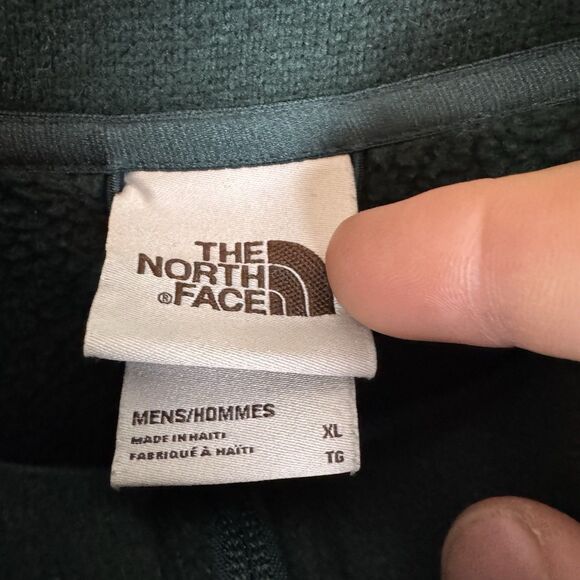 THE
NORTH
® FACE
MENS/HOMMES
MADE IN HAITI XL
FABRIQUÉ À HAÏTI TG